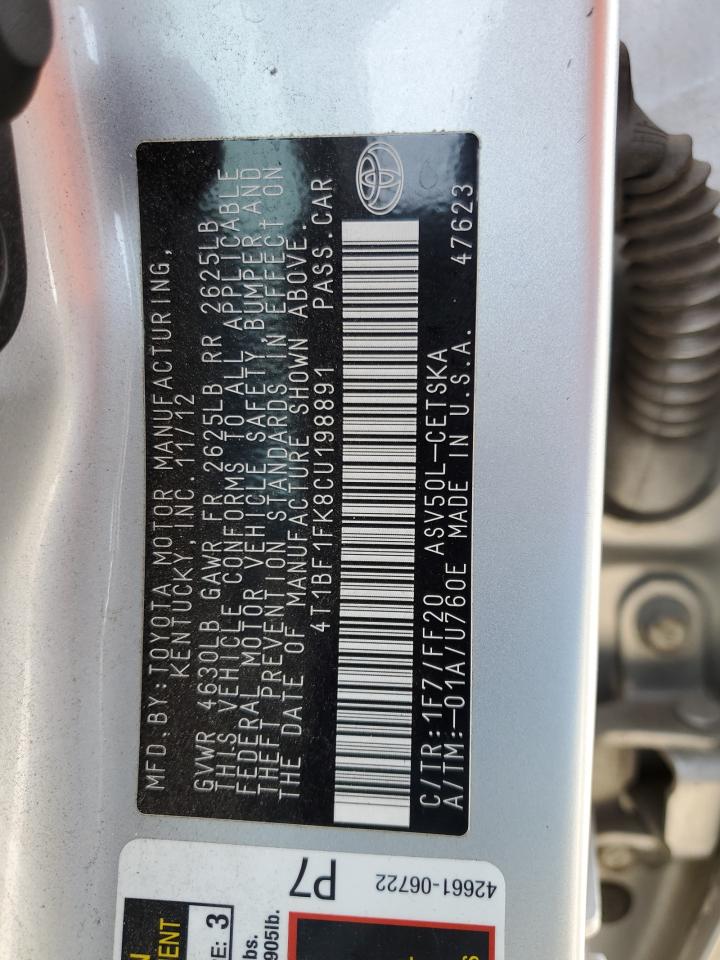 MFD.BY:TOYOTA MOTOR MANUFACTURING,
KENTUCKY, INC. 11/12
GVWR 4630LB GAWR FR 2625LB RR 2625LB
THIS VEHICLE CONFORMS TO ALL APPLICABLE
FEDERAL MOTOR VEHICLE SAFETY, BUMPER AND
THEFT PREVENTION STANDARDS IN EFFECT ON
THE DATE OF MANUFACTURE SHOWN ABOVE.
4T1BF1FK8CU198891 PASS.CAR
C/TR:1F7/FF20 ASV50L-CETSKA
A/TM:-01A/U760E MADE IN U.S.A. 47623
P7
42661-06722
3
905lb.